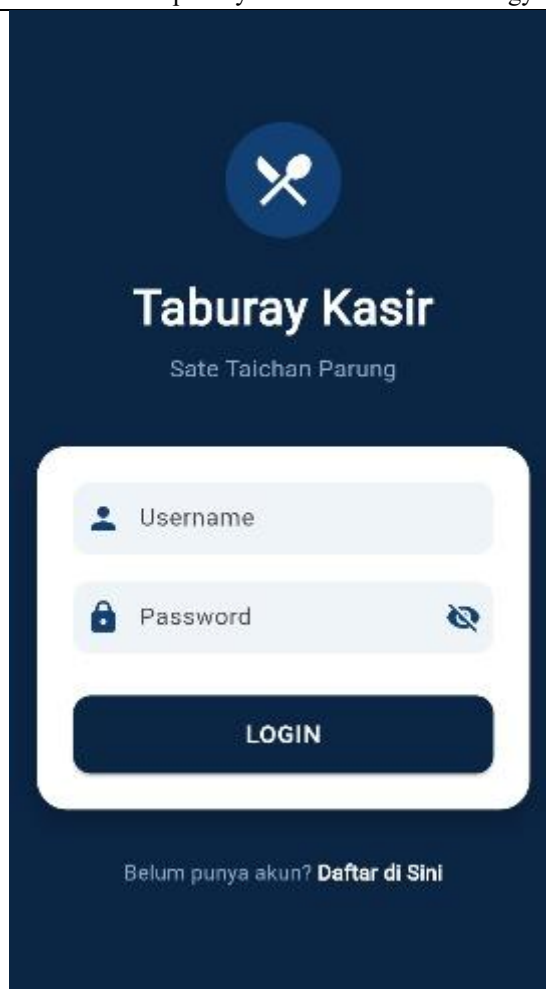 Taburay Kasir
Sate Taichan Parung
Username
Password
LOGIN
Belum punya akun? Daftar di Sini